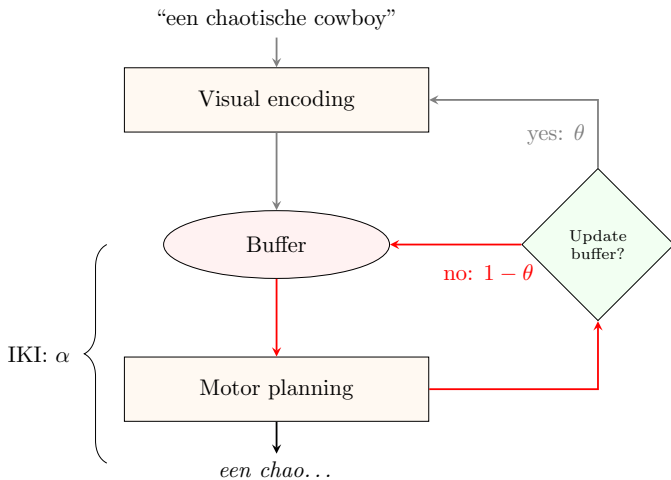 “een chaotische cowboy”
Visual encoding
yes: θ
Buffer
Update
buffer?
no: 1 − θ
IKI: α
Motor planning
een chao…